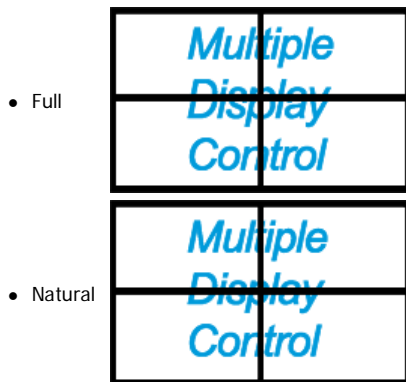 Multiple
• Full
Display
Control
Multiple
• Natural
Display
Control